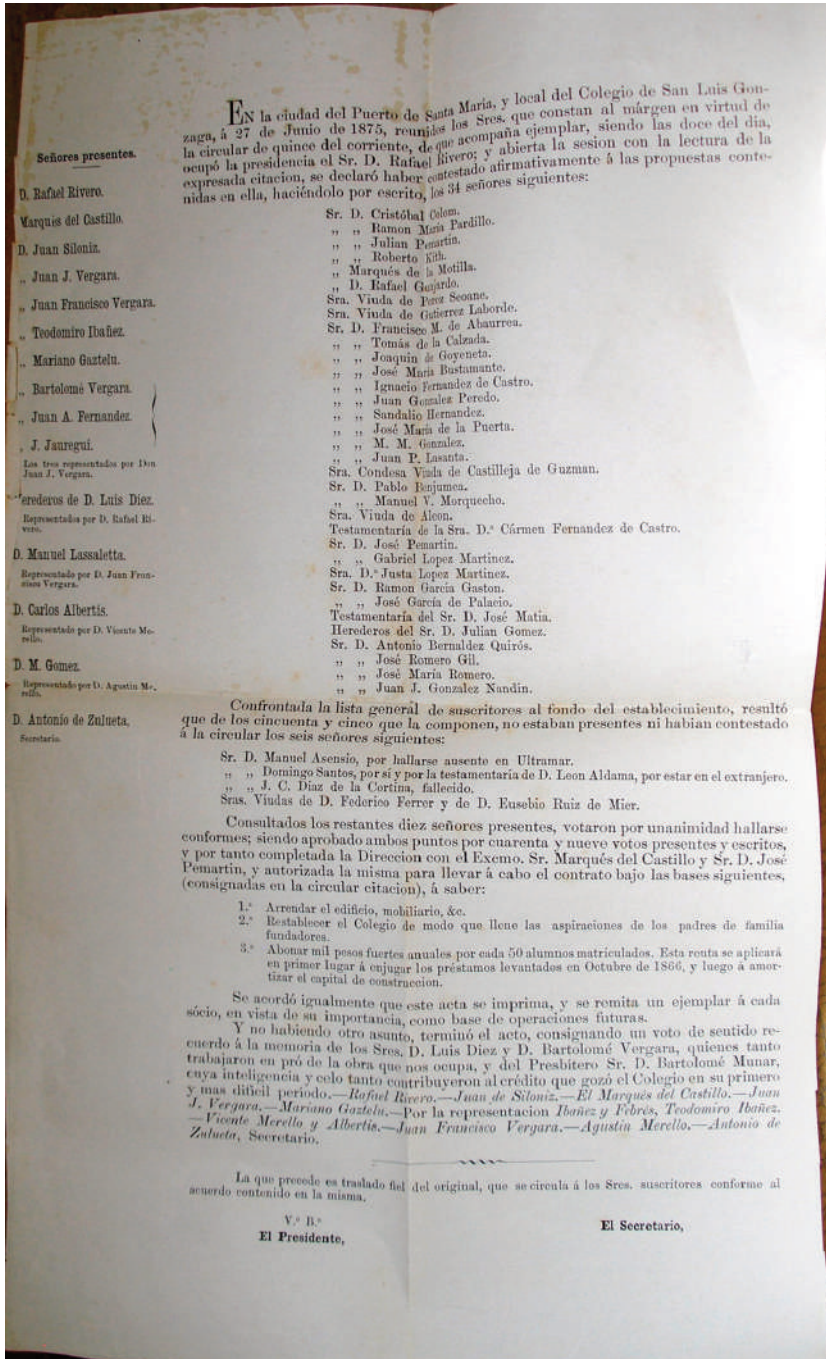 EN la ciudad del Puerto de Santa María, y local del Colegio de San Luis Gon-
zaga, á 27 de Junio de 1875, reunidos los Sres. que constan al márgen en virtud de
la circular de quince del corriente, de que acompaña ejemplar, siendo las doce del dia,
ocupó la presidencia el Sr. D. Rafael Rivero; y abierta la sesion con la lectura de la
expresada citacion, se declaró haber contestado afirmativamente á las propuestas conte-
nidas en ella, haciéndolo por escrito, los 34 señores siguientes:
Señores presentes.
D. Rafael Rivero.
Marqués del Castillo.
D. Juan Siloniz.
„ Juan J. Vergara.
„ Juan Francisco Vergara.
„ Teodomiro Ibañez.
„ Mariano Gaztelu.
„ Bartolomé Vergara.
„ Juan A. Fernandez.
„ J. Jauregui.
Los tres representados por Don
Juan J. Vergara.
Herederos de D. Luis Diez.
Representados por D. Rafael Ri-
vero.
D. Manuel Lassaletta.
Representado por D. Juan Fran-
cisco Vergara.
D. Carlos Albertis.
Representado por D. Vicente Me-
rello.
D. M. Gomez.
Representado por D. Agustin Me-
rello.
D. Antonio de Zulueta,
Secretario.
Sr. D. Cristóbal Colom.
„ „ Ramon María Pardillo.
„ „ Julian Pemartin.
„ „ Roberto Kith.
„ Marqués de la Motilla.
„ D. Rafael Guajardo.
Sra. Viuda de Perez Seoane.
Sra. Viuda de Gutierrez Laborde.
Sr. D. Francisco M. de Abaurrea.
„ „ Tomás de la Calzada.
„ „ Joaquin de Goyeneta.
„ „ José María Bustamante.
„ „ Ignacio Fernandez de Castro.
„ „ Juan Gonzalez Peredo.
„ „ Sandalio Hernandez.
„ „ José María de la Puerta.
„ „ M. M. Gonzalez.
„ „ Juan P. Lasanta.
Sra. Condesa Viuda de Castilleja de Guzman.
Sr. D. Pablo Benjumea.
„ „ Manuel V. Morquecho.
Sra. Viuda de Alcon.
Testamentaría de la Sra. D.ª Cármen Fernandez de Castro.
Sr. D. José Pemartin.
„ „ Gabriel Lopez Martinez.
Sra. D.ª Justa Lopez Martinez.
Sr. D. Ramon García Gaston.
„ „ José García de Palacio.
Testamentaría del Sr. D. José Matia.
Herederos del Sr. D. Julian Gomez.
Sr. D. Antonio Bernaldez Quirós.
„ „ José Romero Gil.
„ „ José María Romero.
„ „ Juan J. Gonzalez Nandin.
Confrontada la lista general de suscritores al fondo del establecimiento, resultó
que de los cincuenta y cinco que la componen, no estaban presentes ni habian contestado
á la circular los seis señores siguientes:
Sr. D. Manuel Asensio, por hallarse ausente en Ultramar.
„ „ Domingo Santos, por sí y por la testamentaría de D. Leon Aldama, por estar en el extranjero.
„ „ J. C. Diaz de la Cortina, fallecido.
Sras. Viudas de D. Federico Ferrer y de D. Eusebio Ruiz de Mier.
Consultados los restantes diez señores presentes, votaron por unanimidad hallarse
conformes; siendo aprobado ambos puntos por cuarenta y nueve votos presentes y escritos,
y por tanto completada la Direccion con el Excmo. Sr. Marqués del Castillo y Sr. D. José
Pemartin, y autorizada la misma para llevar á cabo el contrato bajo las bases siguientes,
(consignadas en la circular citacion), á saber:
1.ª Arrendar el edificio, mobiliario, &c.
2.ª Restablecer el Colegio de modo que llene las aspiraciones de los padres de familia
fundadores.
3.ª Abonar mil pesos fuertes anuales por cada 50 alumnos matriculados. Esta renta se aplicará
en primer lugar á enjugar los préstamos levantados en Octubre de 1866, y luego á amor-
tizar el capital de construccion.
Se acordó igualmente que este acta se imprima, y se remita un ejemplar á cada
sócio, en vista de su importancia, como base de operaciones futuras.
Y no habiendo otro asunto, terminó el acto, consignando un voto de sentido re-
cuerdo á la memoria de los Sres. D. Luis Diez y D. Bartolomé Vergara, quienes tanto
trabajaron en pró de la obra que nos ocupa, y del Presbitero Sr. D. Bartolomé Munar,
cuya inteligencia y celo tanto contribuyeron al crédito que gozó el Colegio en su primero
y mas dificil periodo.—Rafael Rivero.—Juan de Siloniz.—El Marqués del Castillo.—Juan
J. Vergara.—Mariano Gaztelu.—Por la representacion Ibañez y Febrés, Teodomiro Ibañez.
—Vicente Merello y Albertis.—Juan Francisco Vergara.—Agustin Merello.—Antonio de
Zulueta, Secretario.
La que precede es traslado fiel del original, que se circula á los Sres. suscritores conforme al
acuerdo contenido en la misma.
V.º B.º
El Presidente,
El Secretario,